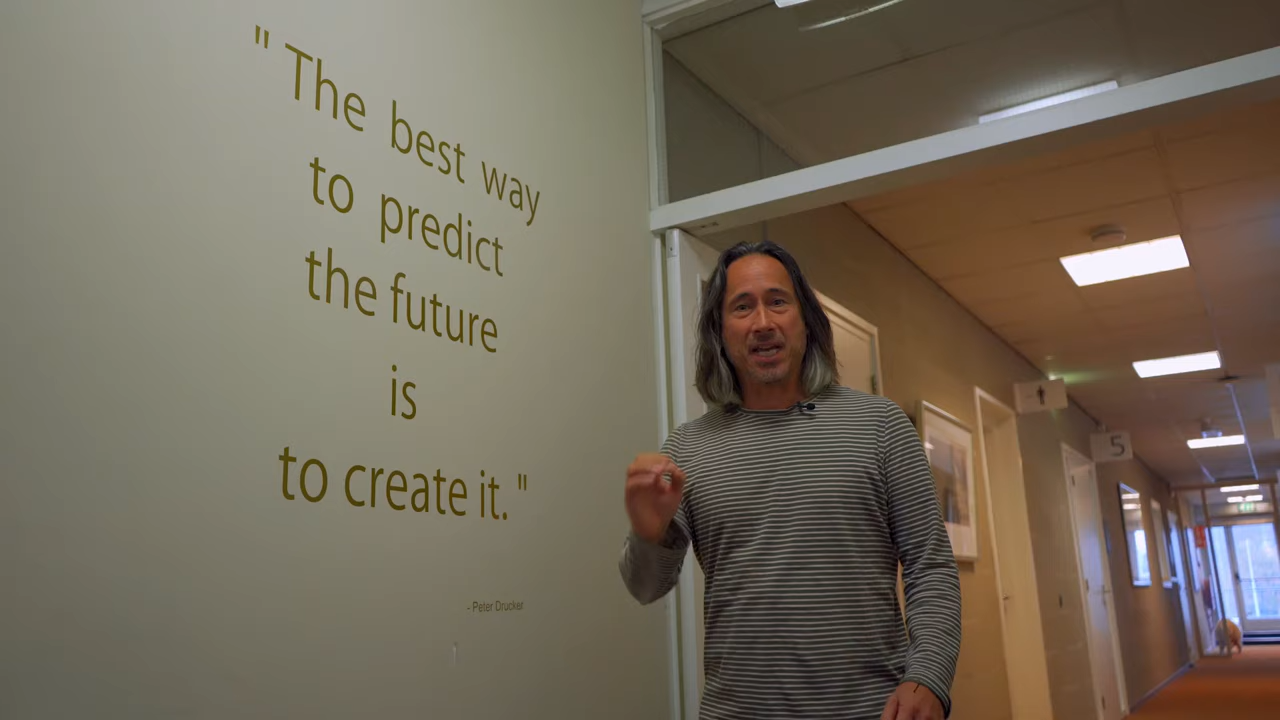 " The best way
to predict
the future
is
to create it. "
- Peter Drucker
5